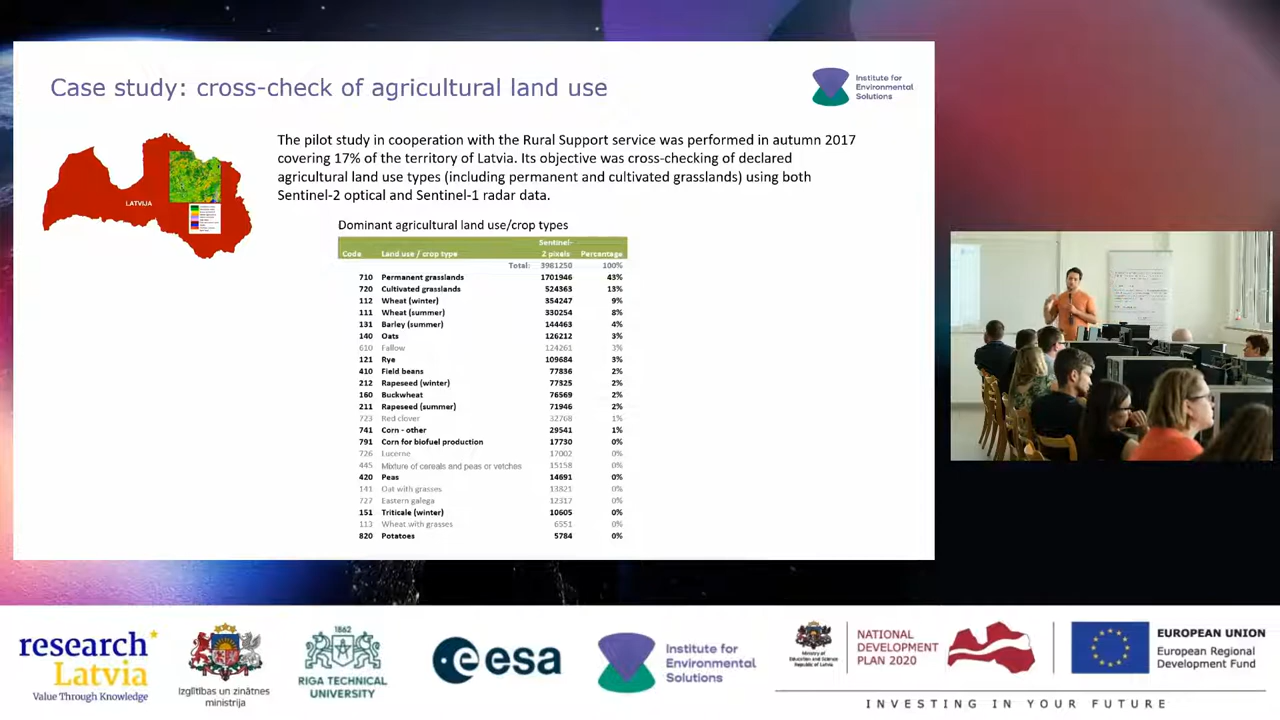 Case study: cross-check of agricultural land use
Institute for
Environmental
Solutions
The pilot study in cooperation with the Rural Support service was performed in autumn 2017
covering 17% of the territory of Latvia. Its objective was cross-checking of declared
agricultural land use types (including permanent and cultivated grasslands) using both
Sentinel-2 optical and Sentinel-1 radar data.
LATVIJA
Dominant agricultural land use/crop types
Sentinel-
Code Land use / crop type 2 pixels Percentage
Total: 3981250 100%
710 Permanent grasslands 1701946 43%
720 Cultivated grasslands 524363 13%
112 Wheat (winter) 354247 9%
111 Wheat (summer) 330254 8%
131 Barley (summer) 144463 4%
140 Oats 126212 3%
610 Fallow 124261 3%
121 Rye 109684 3%
410 Field beans 77836 2%
212 Rapeseed (winter) 77325 2%
160 Buckwheat 76569 2%
211 Rapeseed (summer) 71946 2%
723 Red clover 32768 1%
741 Corn - other 29541 1%
791 Corn for biofuel production 17730 0%
726 Lucerne 17002 0%
445 Mixture of cereals and peas or vetches 15158 0%
420 Peas 14691 0%
141 Oat with grasses 13821 0%
727 Eastern galega 12317 0%
151 Triticale (winter) 10605 0%
113 Wheat with grasses 6551 0%
820 Potatoes 5784 0%
research
Latvia
Value Through Knowledge
Izglītības un zinātnes
ministrija
1862
RIGA TECHNICAL
UNIVERSITY
esa
Institute for
Environmental
Solutions
Ministry of
Education and Science
Republic of Latvia
NATIONAL
DEVELOPMENT
PLAN 2020
EUROPEAN UNION
European Regional
Development Fund
INVESTING IN YOUR FUTURE